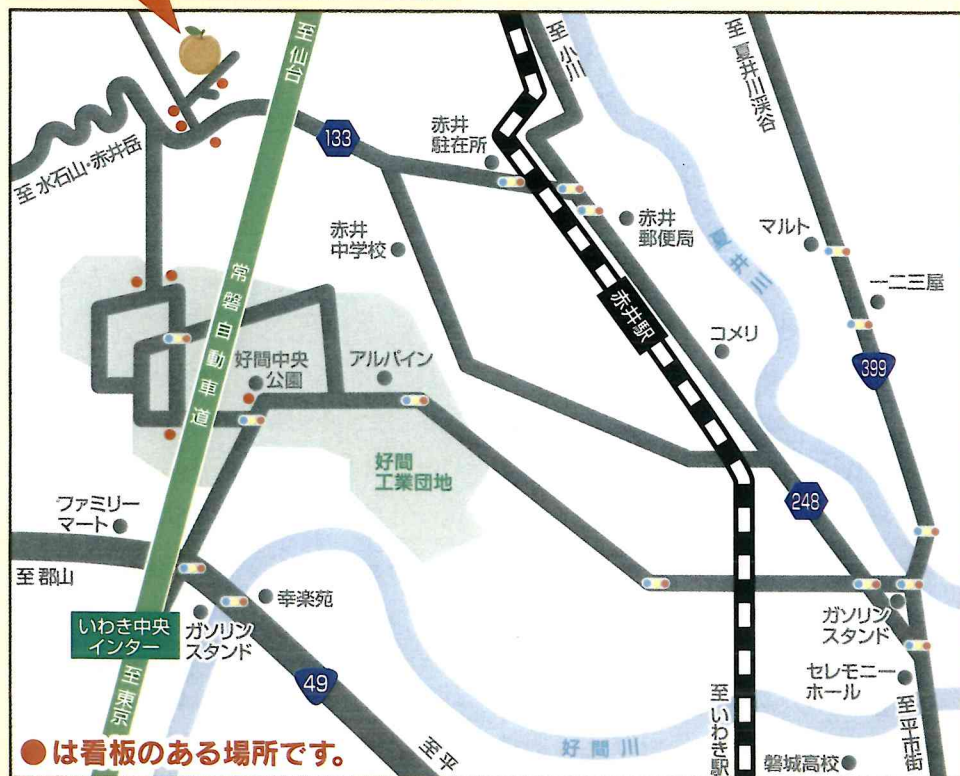 至仙台
至小川
至夏井川渓谷
133
赤井
駐在所
至水石山・赤井岳
赤井
中学校
赤井
郵便局
夏井川
マルト
一二三屋
常磐自動車道
赤井駅
コメリ
399
好間中央
公園
アルパイン
好間
工業団地
248
ファミリー
マート
至郡山
幸楽苑
いわき中央
インター
ガソリン
スタンド
ガソリン
スタンド
セレモニー
ホール
49
至東京
至平
好間川
至いわき駅
至平市街
磐城高校
●は看板のある場所です。